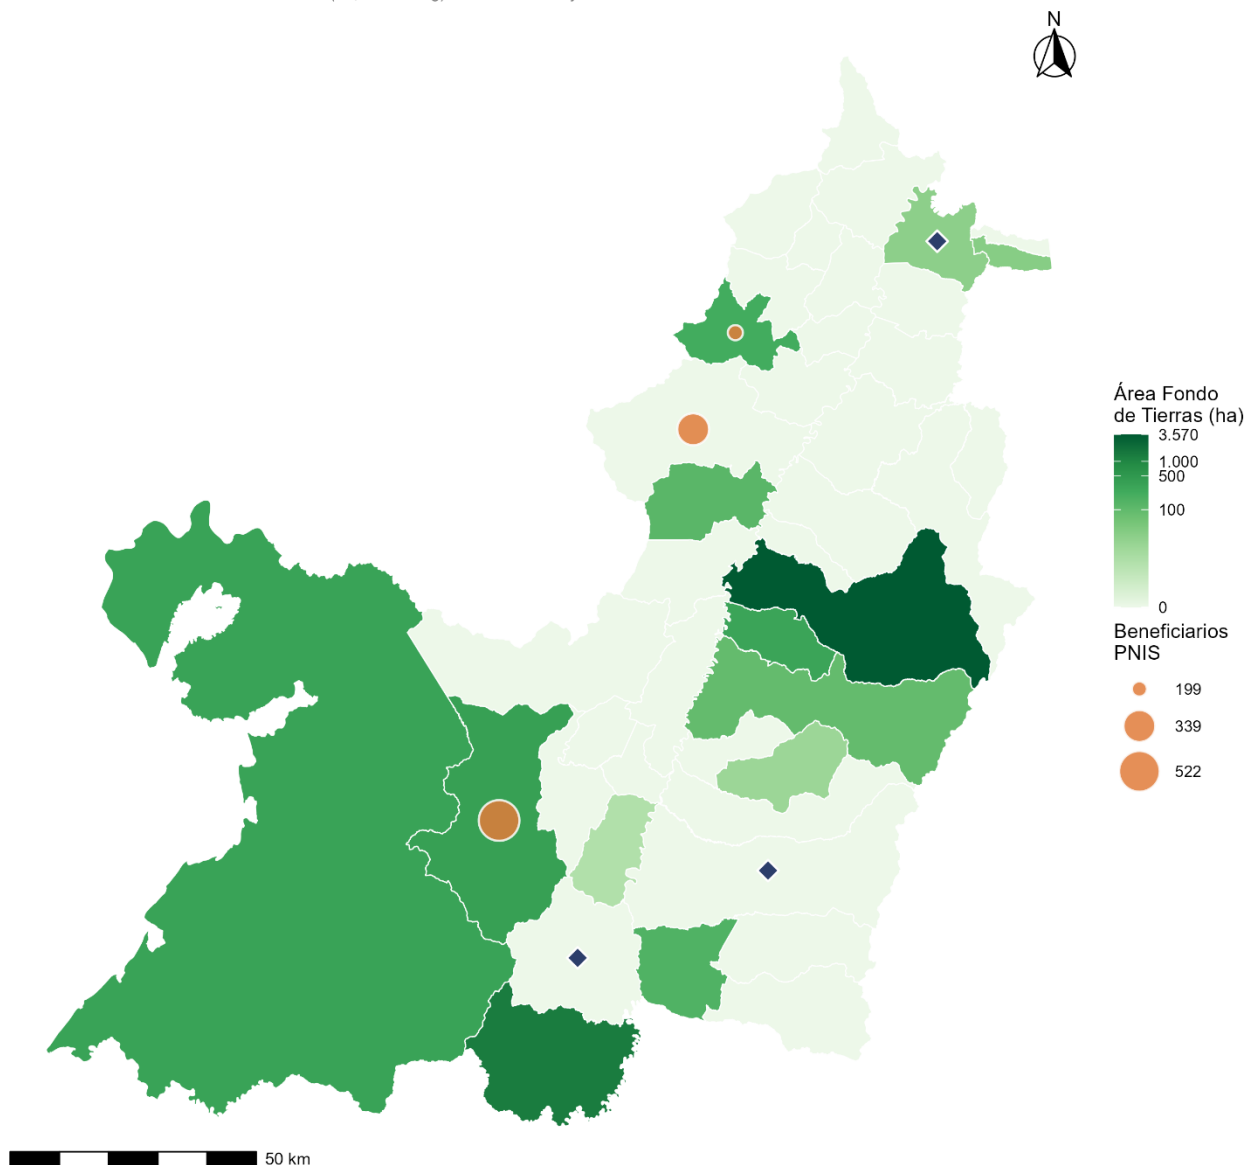 N
Área Fondo
de Tierras (ha)
3.570
1.000
500
100
0
Beneficiarios
PNIS
199
339
522
50 km